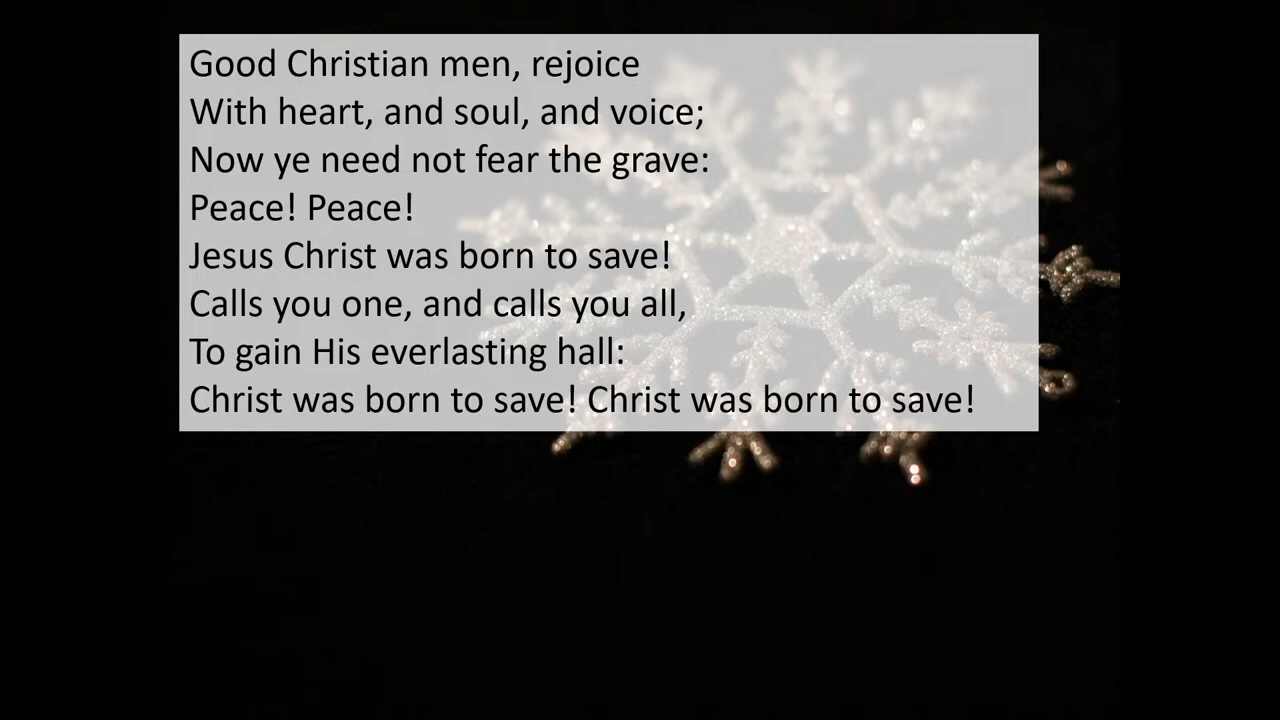 Good Christian men, rejoice
With heart, and soul, and voice;
Now ye need not fear the grave:
Peace! Peace!
Jesus Christ was born to save!
Calls you one, and calls you all,
To gain His everlasting hall:
Christ was born to save! Christ was born to save!